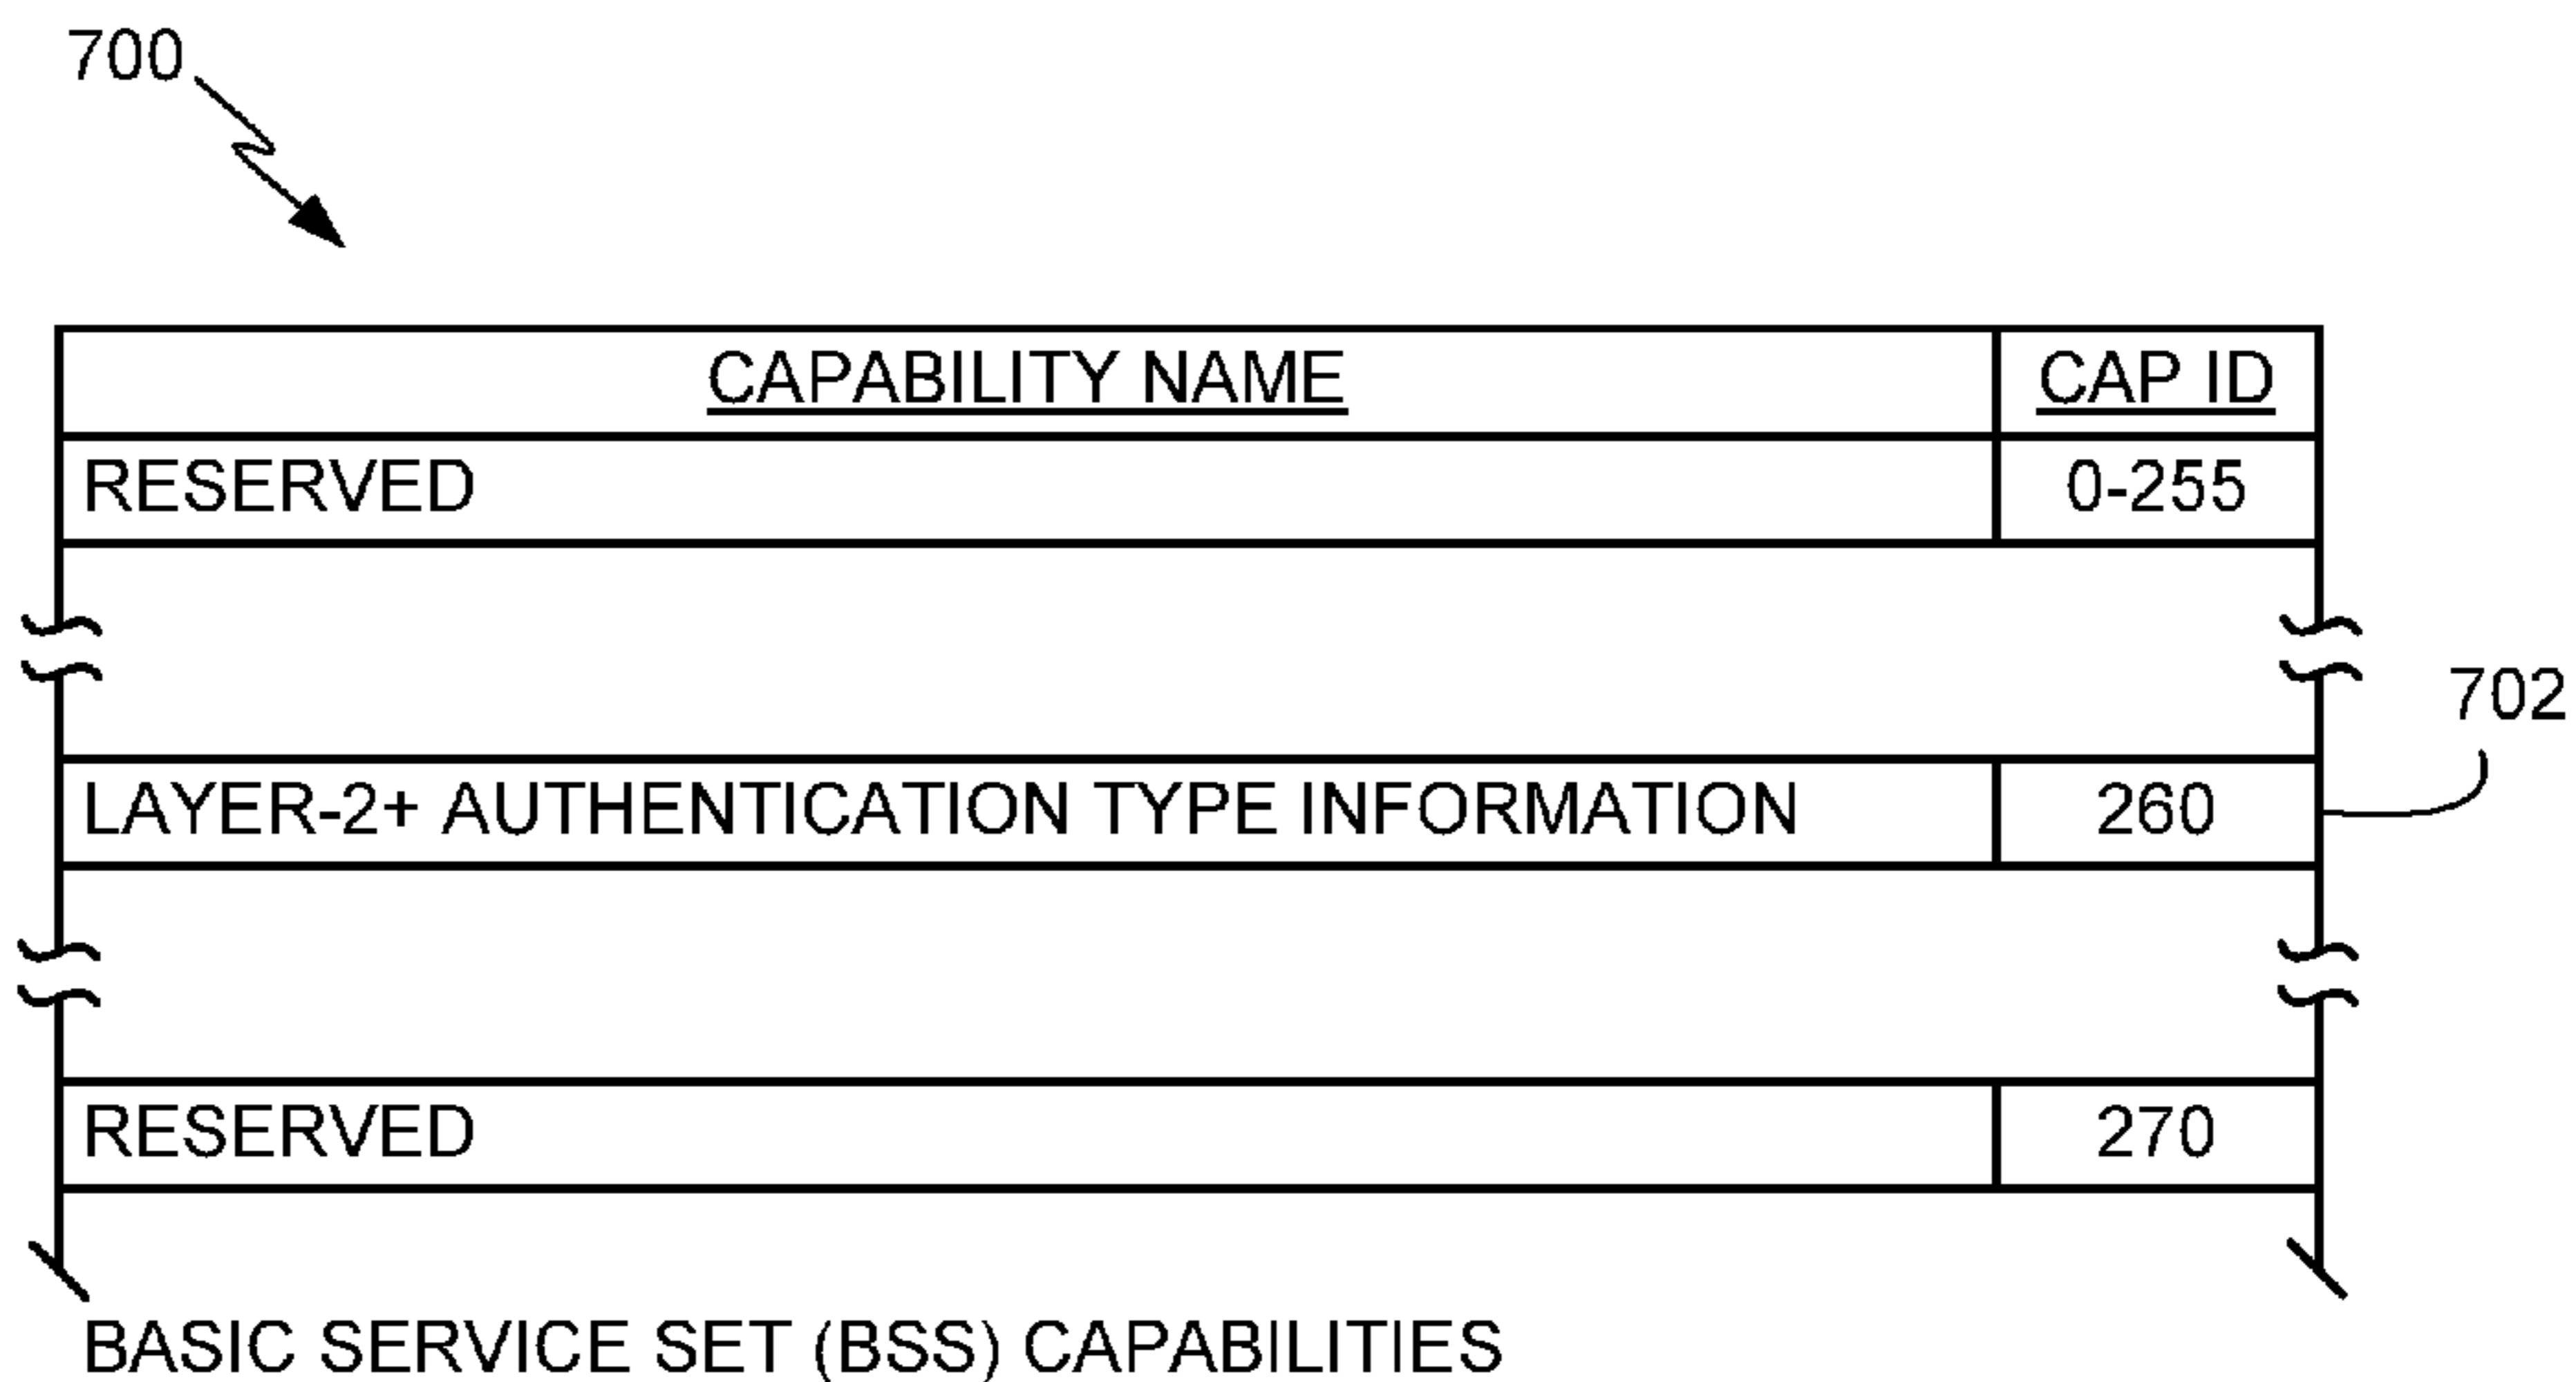 700
CAPABILITY NAME CAP ID
RESERVED 0-255
702
LAYER-2+ AUTHENTICATION TYPE INFORMATION 260
RESERVED 270
BASIC SERVICE SET (BSS) CAPABILITIES